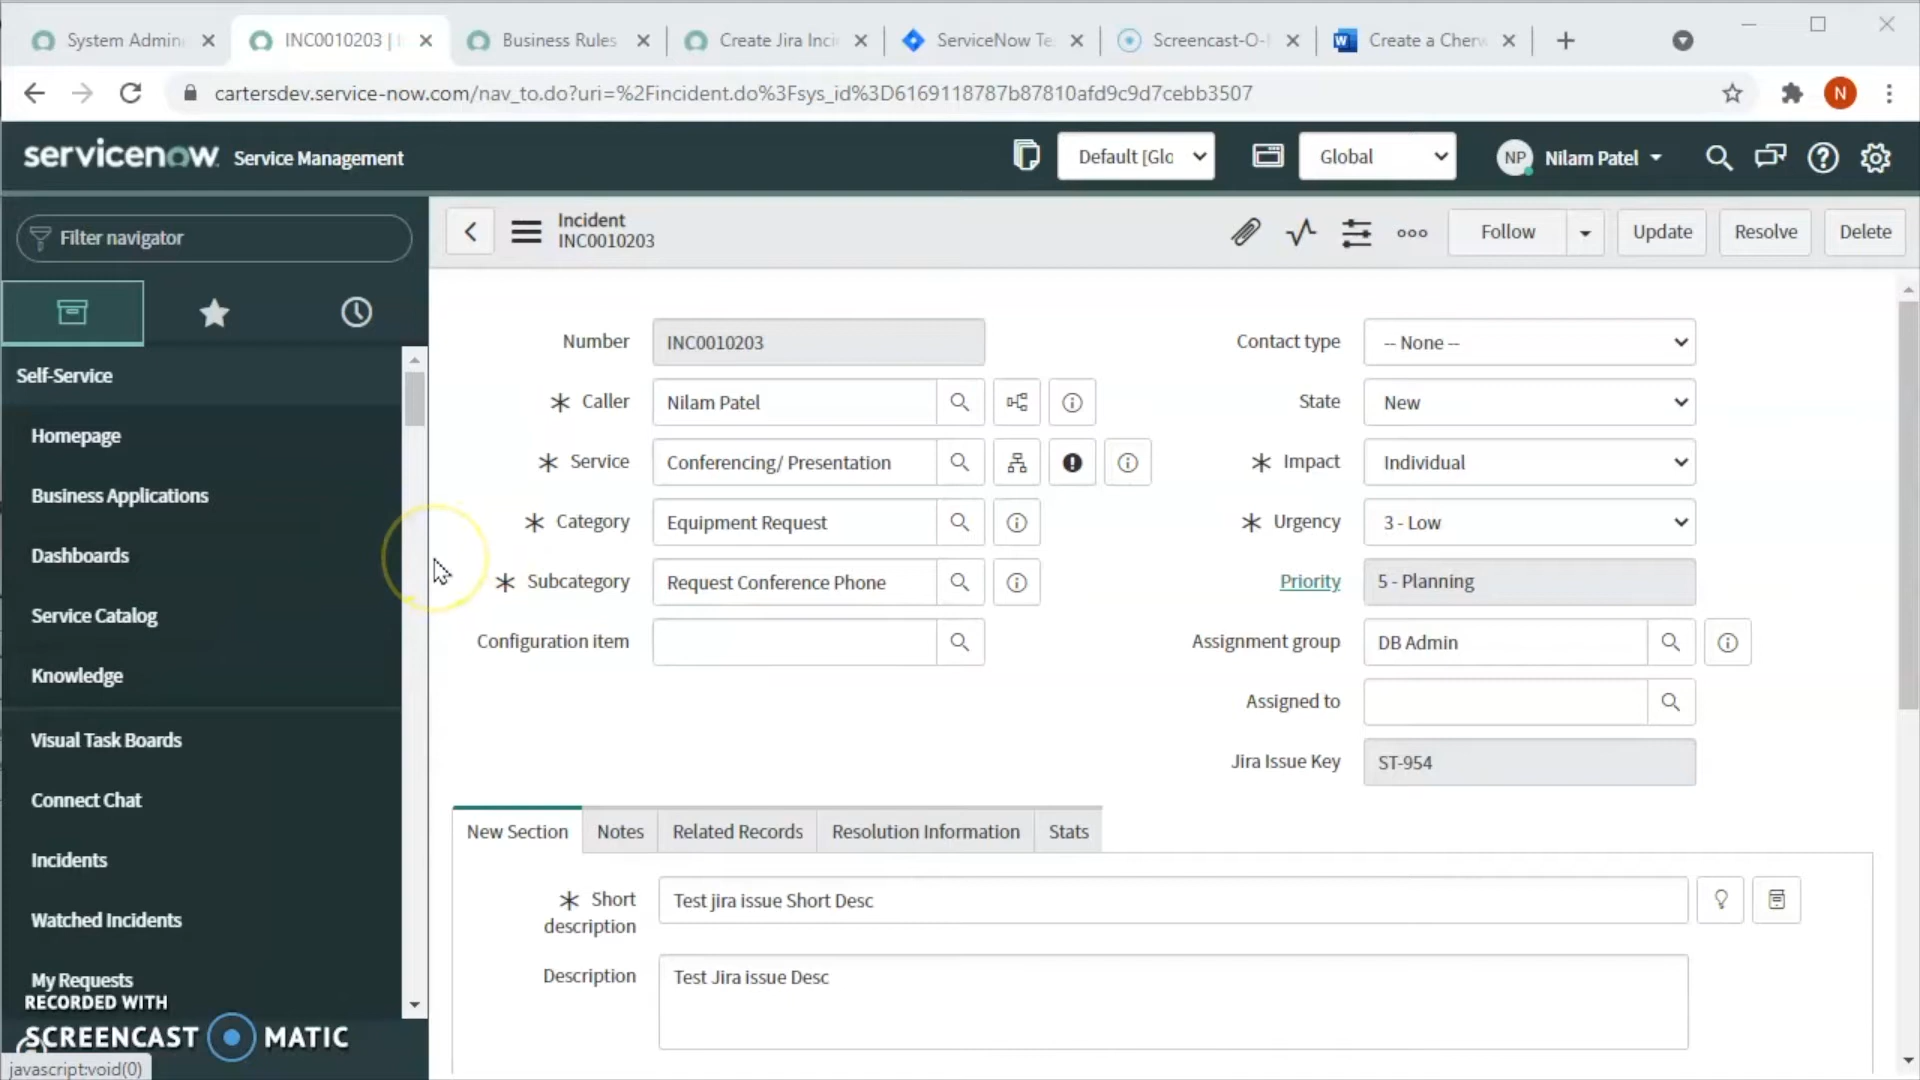 System Admin
INC0010203 | I
Business Rules
Create Jira Inci
ServiceNow Te
Screencast-O-
Create a Cherw
cartersdev.service-now.com/nav_to.do?uri=%2Fincident.do%3Fsys_id%3D6169118787b87810afd9c9d7cebb3507
N
servicenow Service Management
Default [Glo
Global
NP Nilam Patel
Filter navigator
Incident
INC0010203
Follow
Update
Resolve
Delete
Self-Service
Homepage
Business Applications
Dashboards
Service Catalog
Knowledge
Visual Task Boards
Connect Chat
Incidents
Watched Incidents
My Requests
Number INC0010203
Caller Nilam Patel
Service Conferencing/ Presentation
Category Equipment Request
Subcategory Request Conference Phone
Configuration item
Contact type -- None --
State New
Impact Individual
Urgency 3 - Low
Priority 5 - Planning
Assignment group DB Admin
Assigned to
Jira Issue Key ST-954
New Section Notes Related Records Resolution Information Stats
Short description Test jira issue Short Desc
Description Test Jira issue Desc
RECORDED WITH
SCREENCAST MATIC
javascript:void(0)